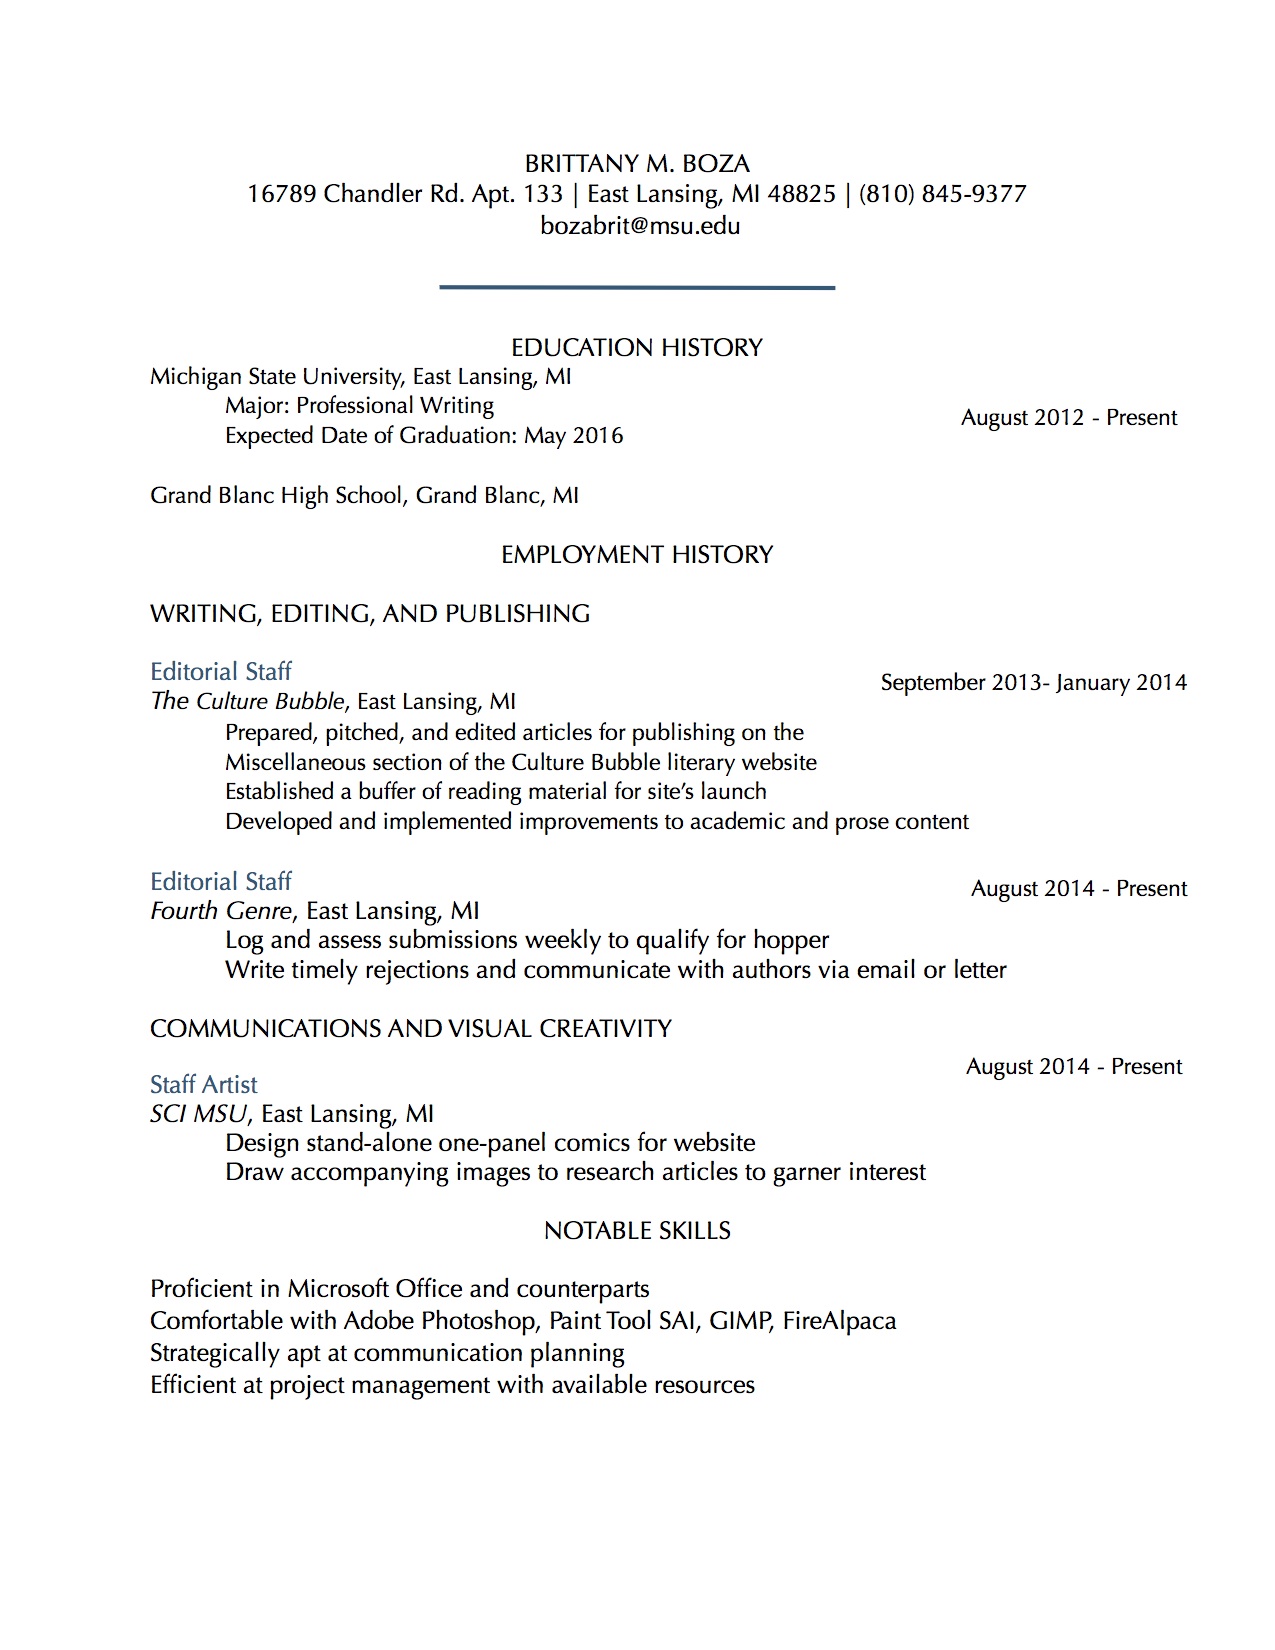 BRITTANY M. BOZA
16789 Chandler Rd. Apt. 133 | East Lansing, MI 48825 | (810) 845-9377
bozabrit@msu.edu
EDUCATION HISTORY
Michigan State University, East Lansing, MI
Major: Professional Writing
August 2012 - Present
Expected Date of Graduation: May 2016
Grand Blanc High School, Grand Blanc, MI
EMPLOYMENT HISTORY
WRITING, EDITING, AND PUBLISHING
Editorial Staff
September 2013- January 2014
The Culture Bubble, East Lansing, MI
Prepared, pitched, and edited articles for publishing on the
Miscellaneous section of the Culture Bubble literary website
Established a buffer of reading material for site’s launch
Developed and implemented improvements to academic and prose content
Editorial Staff
August 2014 - Present
Fourth Genre, East Lansing, MI
Log and assess submissions weekly to qualify for hopper
Write timely rejections and communicate with authors via email or letter
COMMUNICATIONS AND VISUAL CREATIVITY
August 2014 - Present
Staff Artist
SCI MSU, East Lansing, MI
Design stand-alone one-panel comics for website
Draw accompanying images to research articles to garner interest
NOTABLE SKILLS
Proficient in Microsoft Office and counterparts
Comfortable with Adobe Photoshop, Paint Tool SAI, GIMP, FireAlpaca
Strategically apt at communication planning
Efficient at project management with available resources